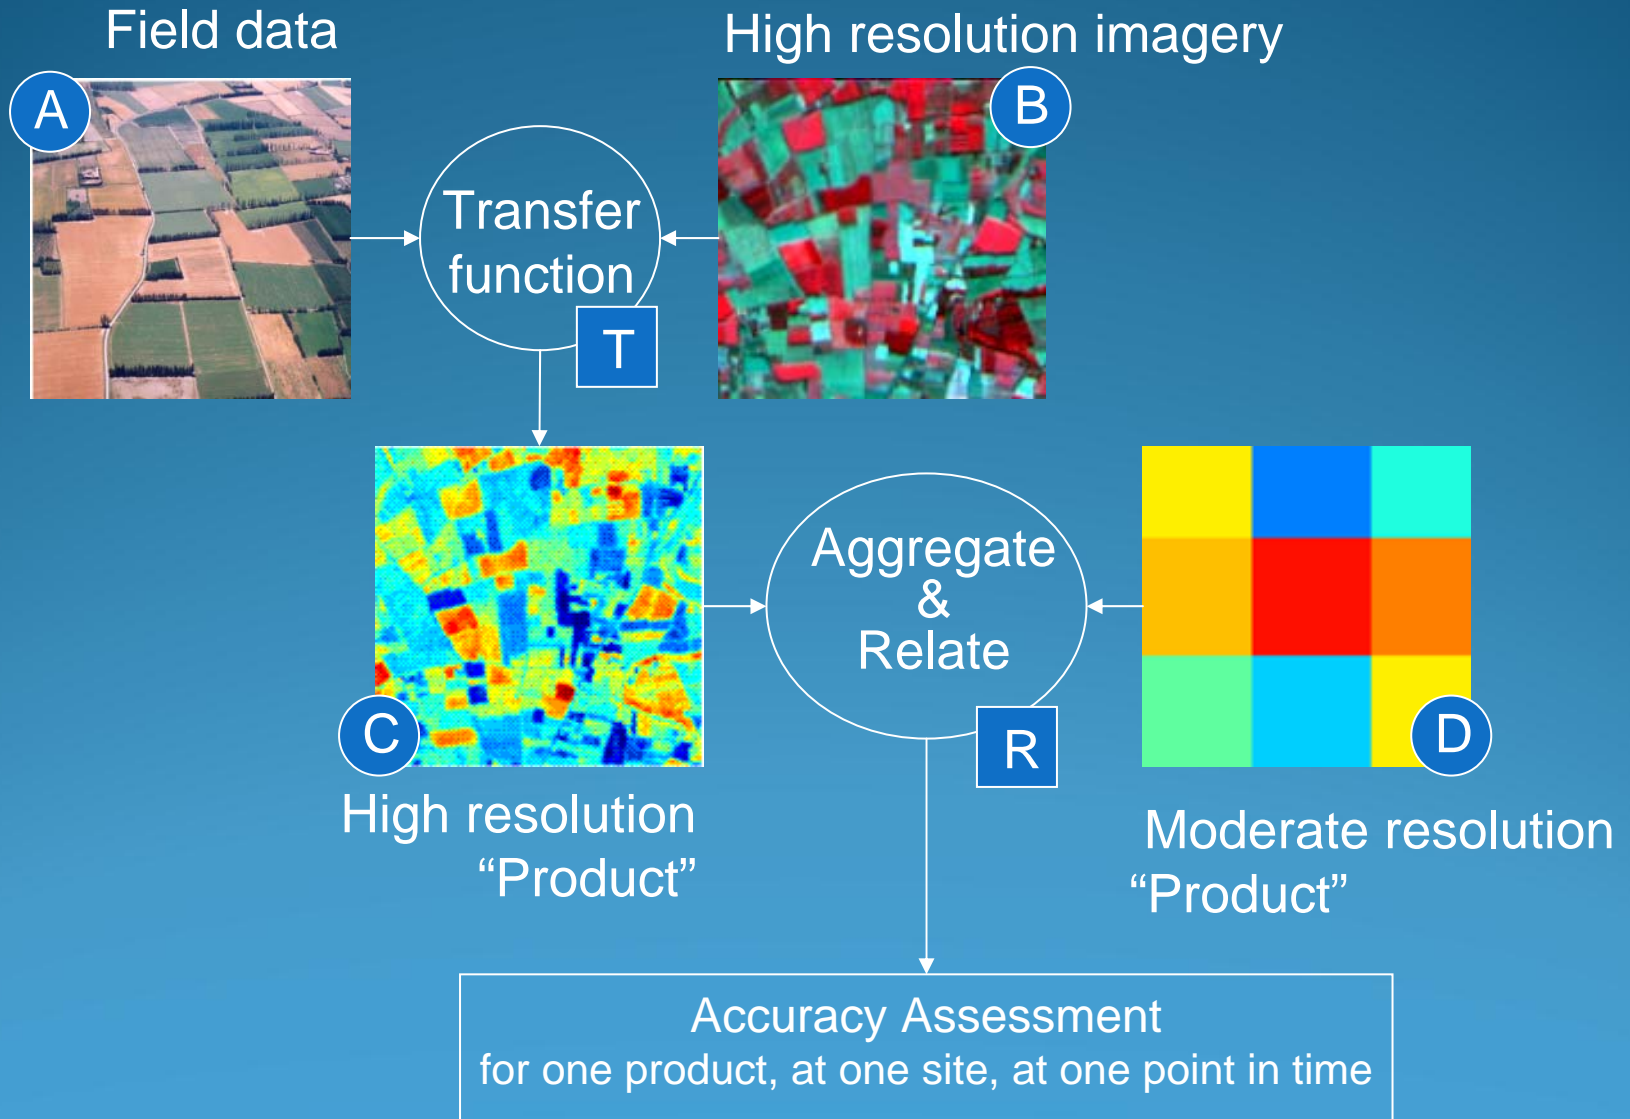 Field data
High resolution imagery
A
B
Transfer
function
T
Aggregate
&
Relate
C
R
D
High resolution
“Product”
Moderate resolution
“Product”
Accuracy Assessment
for one product, at one site, at one point in time